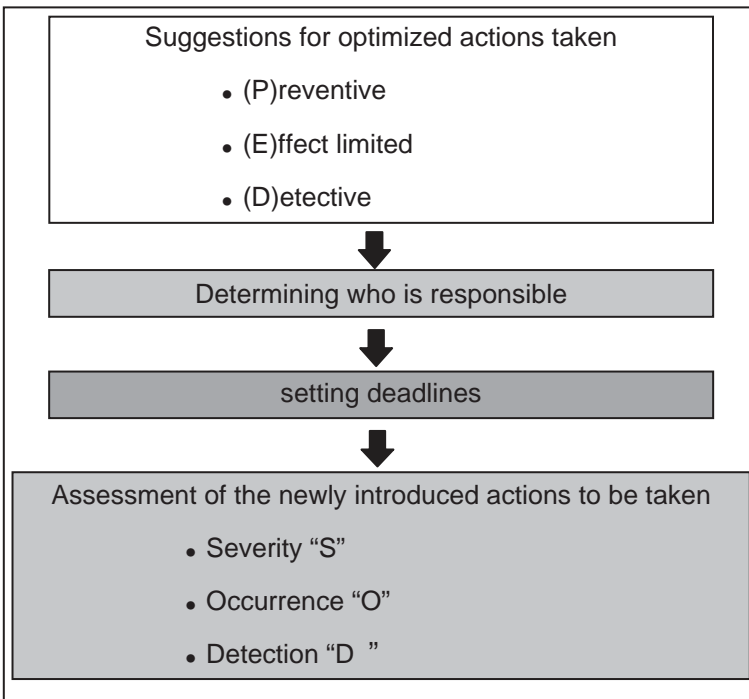 Suggestions for optimized actions taken
• (P)reventive
• (E)ffect limited
• (D)etective
Determining who is responsible
setting deadlines
Assessment of the newly introduced actions to be taken
• Severity “S”
• Occurrence “O”
• Detection “D ”